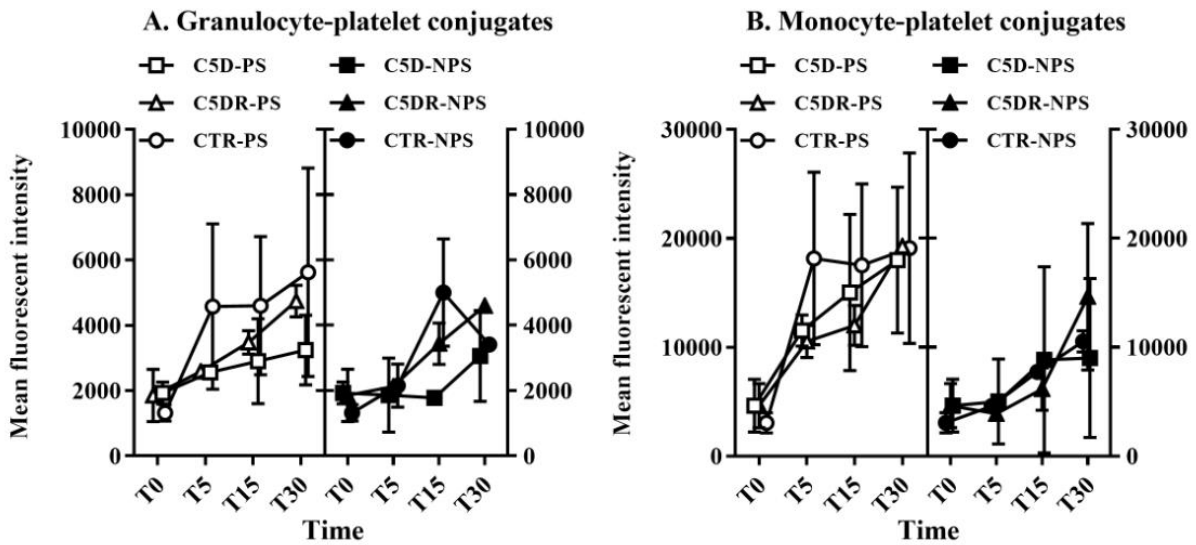 A. Granulocyte-platelet conjugates
C5D-PS
C5D-NPS
C5DR-PS
C5DR-NPS
CTR-PS
CTR-NPS
Mean fluorescent intensity
10000
8000
6000
4000
2000
0
10000
8000
6000
4000
2000
0
T0
T5
T15
T30
T0
T5
T15
T30
Time
B. Monocyte-platelet conjugates
C5D-PS
C5D-NPS
C5DR-PS
C5DR-NPS
CTR-PS
CTR-NPS
Mean fluorescent intensity
30000
20000
10000
0
30000
20000
10000
0
T0
T5
T15
T30
T0
T5
T15
T30
Time